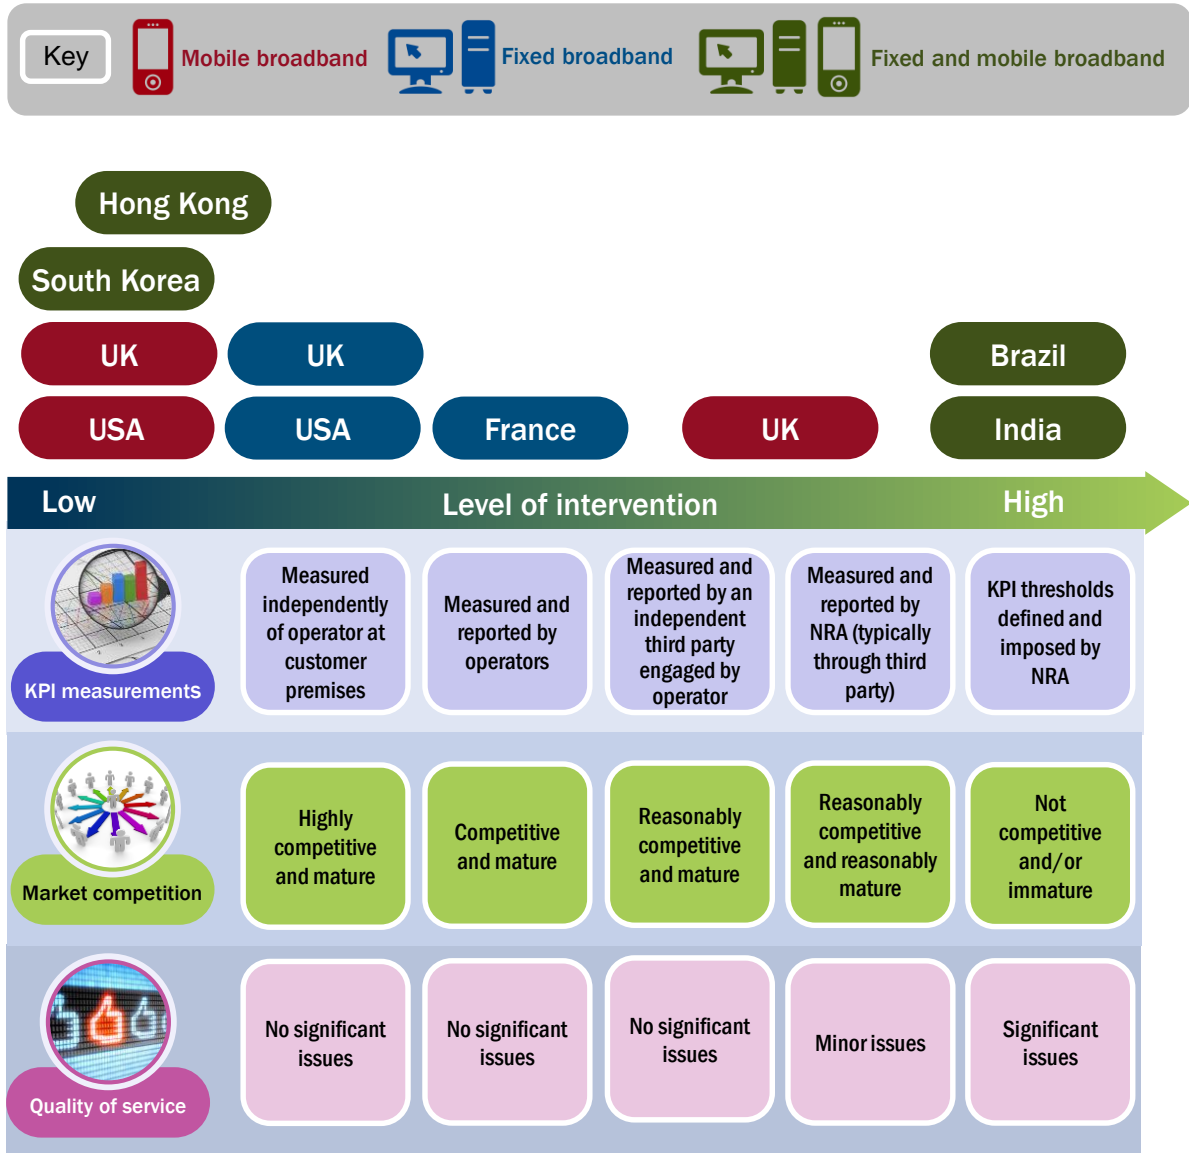 Key
Mobile broadband
Fixed broadband
Fixed and mobile broadband
Hong Kong
South Korea
UK
UK
Brazil
USA
USA
France
UK
India
Low
Level of intervention
High
KPI measurements
Measured
independently
of operator at
customer
premises
Measured and
reported by
operators
Measured and
reported by an
independent
third party
engaged by
operator
Measured and
reported by
NRA (typically
through third
party)
KPI thresholds
defined and
imposed by
NRA
Market competition
Highly
competitive
and mature
Competitive
and mature
Reasonably
competitive
and mature
Reasonably
competitive
and reasonably
mature
Not
competitive
and/or
immature
Quality of service
No significant
issues
No significant
issues
No significant
issues
Minor issues
Significant
issues